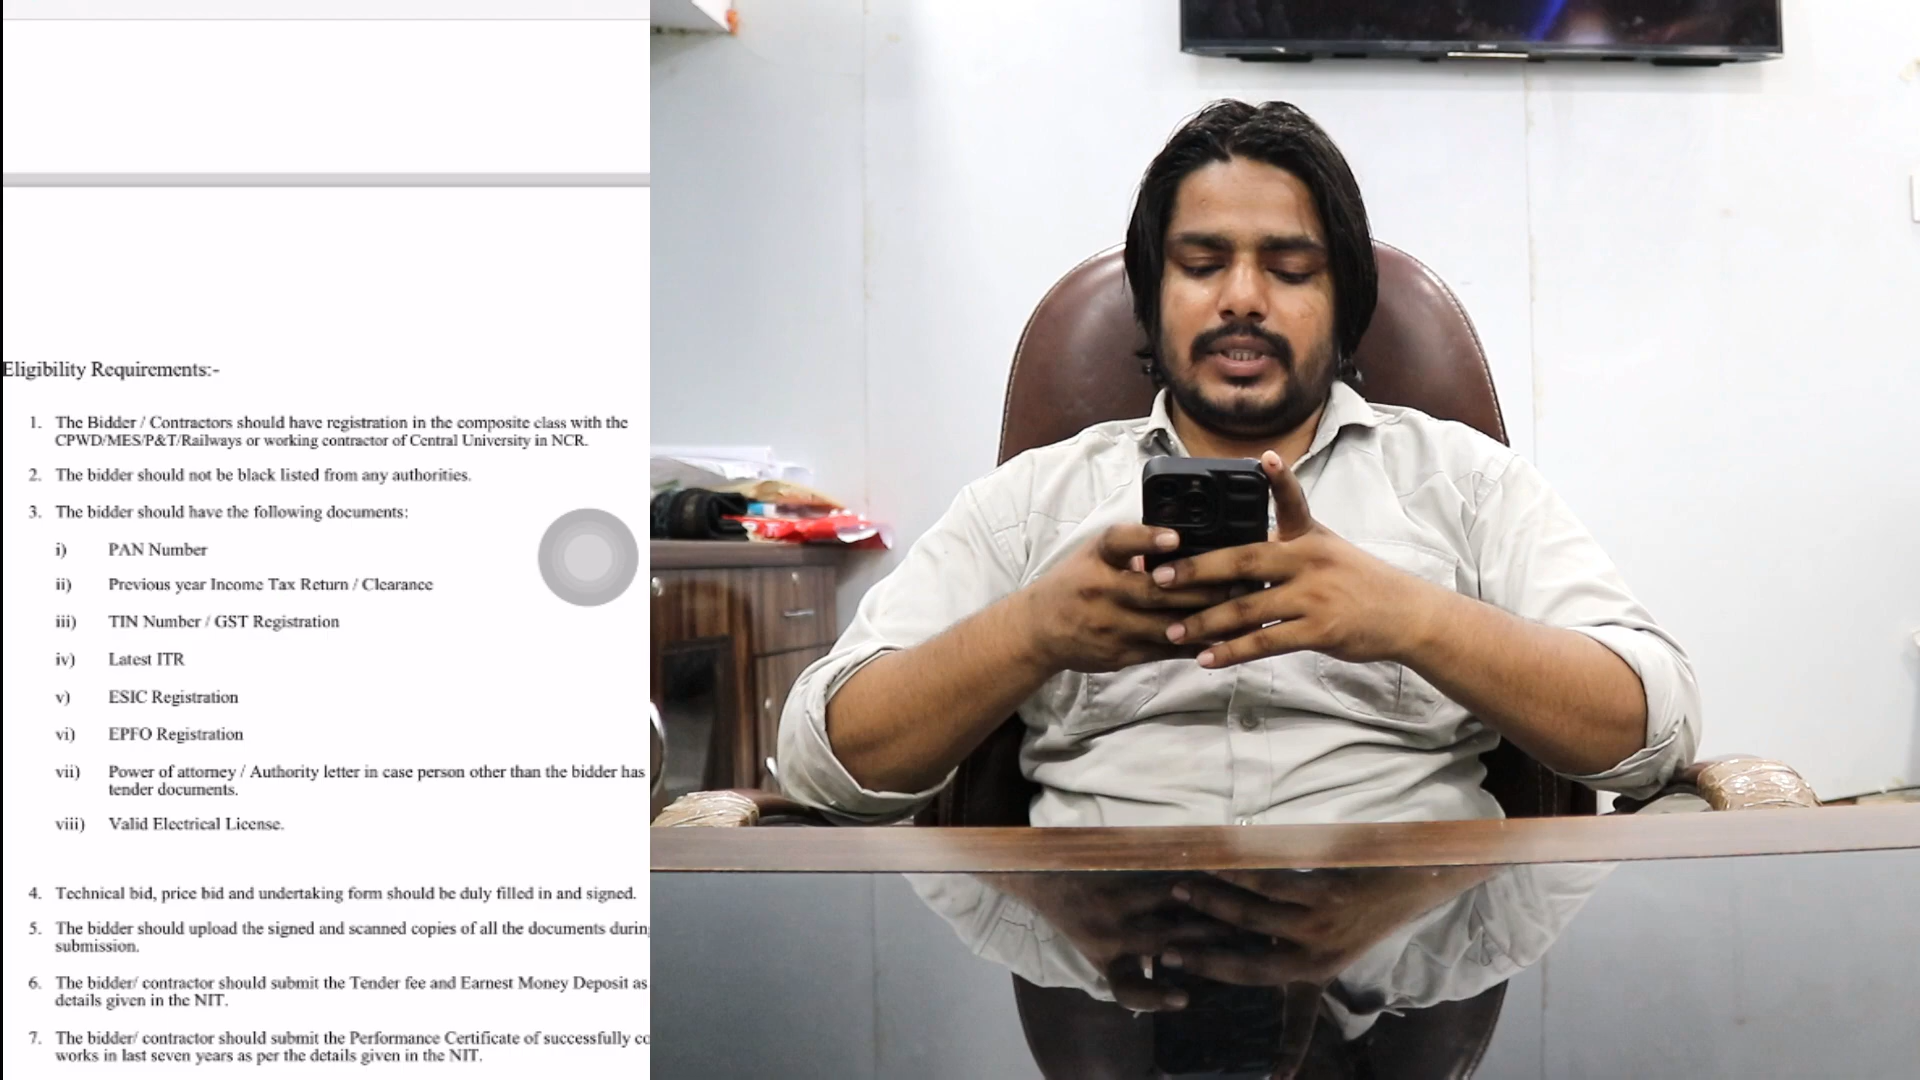 Eligibility Requirements:-
1. The Bidder / Contractors should have registration in the composite class with the
CPWD/MES/P&T/Railways or working contractor of Central University in NCR.
2. The bidder should not be black listed from any authorities.
3. The bidder should have the following documents:
i) PAN Number
ii) Previous year Income Tax Return / Clearance
iii) TIN Number / GST Registration
iv) Latest ITR
v) ESIC Registration
vi) EPFO Registration
vii) Power of attorney / Authority letter in case person other than the bidder has
tender documents.
viii) Valid Electrical License.
4. Technical bid, price bid and undertaking form should be duly filled in and signed.
5. The bidder should upload the signed and scanned copies of all the documents durin
submission.
6. The bidder/ contractor should submit the Tender fee and Earnest Money Deposit as
details given in the NIT.
7. The bidder/ contractor should submit the Performance Certificate of successfully co
works in last seven years as per the details given in the NIT.